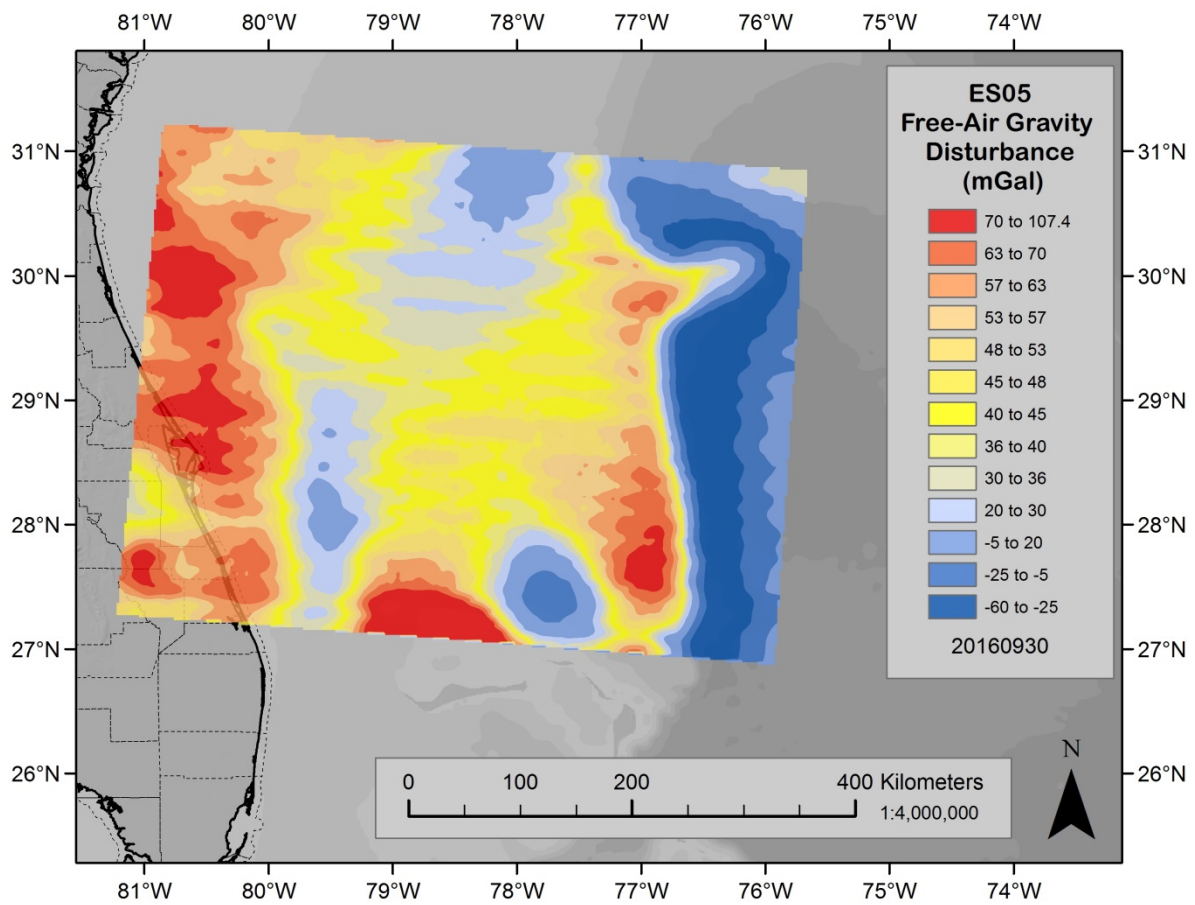 81°W 80°W 79°W 78°W 77°W 76°W 75°W 74°W
31°N 31°N
30°N 30°N
29°N 29°N
28°N 28°N
27°N 27°N
26°N 26°N
ES05
Free-Air Gravity
Disturbance
(mGal)
70 to 107.4
63 to 70
57 to 63
53 to 57
48 to 53
45 to 48
40 to 45
36 to 40
30 to 36
20 to 30
-5 to 20
-25 to -5
-60 to -25
20160930
0 100 200 400 Kilometers
1:4,000,000
N
81°W 80°W 79°W 78°W 77°W 76°W 75°W 74°W